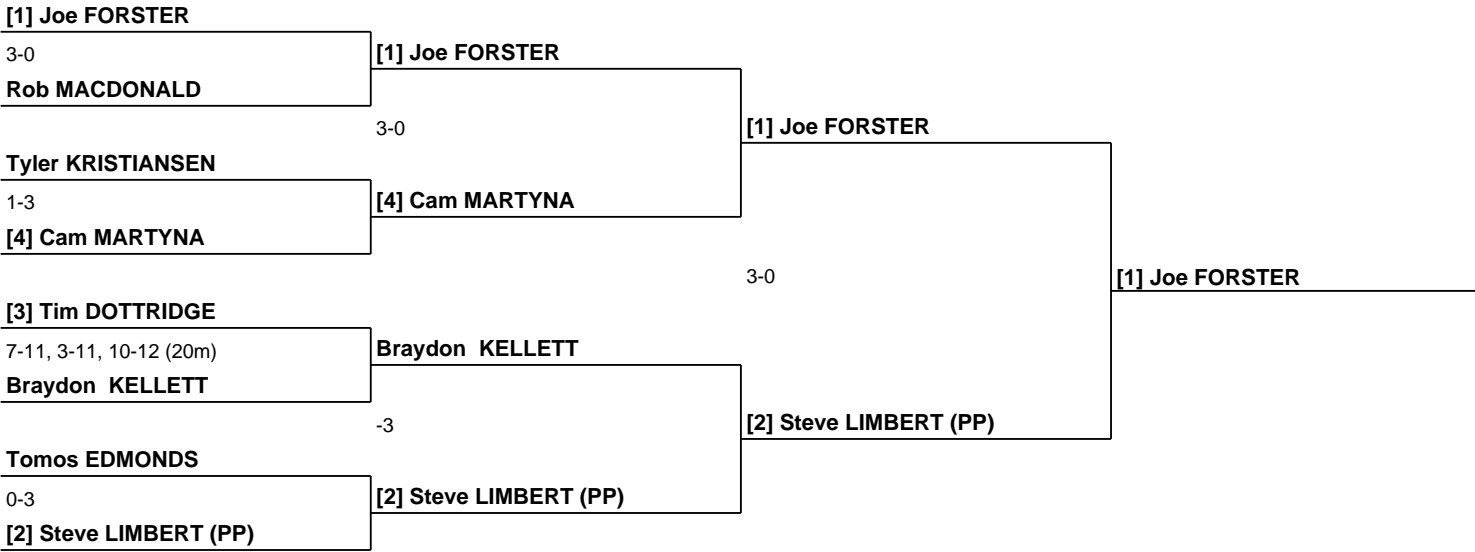 [1] Joe FORSTER
3-0
Rob MACDONALD
Tyler KRISTIANSEN
1-3
[4] Cam MARTYNA
[3] Tim DOTTRIDGE
7-11, 3-11, 10-12 (20m)
Braydon KELLETT
Tomos EDMONDS
0-3
[2] Steve LIMBERT (PP)
[1] Joe FORSTER
3-0
[4] Cam MARTYNA
Braydon KELLETT
-3
[2] Steve LIMBERT (PP)
[1] Joe FORSTER
3-0
[2] Steve LIMBERT (PP)
[1] Joe FORSTER